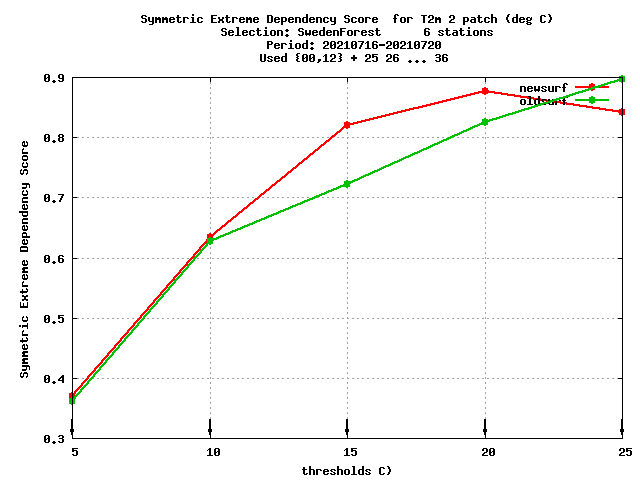 Symmetric Extreme Dependency Score for T2m 2 patch (deg C)
Selection: SwedenForest 6 stations
Period: 20210716-20210720
Used {00,12} + 25 26 ... 36
newsurf
oldsurf
0.9
0.8
0.7
0.6
0.5
0.4
0.3
Symmetric Extreme Dependency Score
5 10 15 20 25
thresholds C)